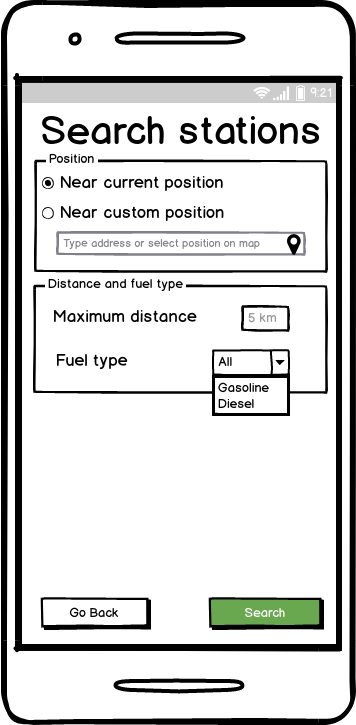 9:21
Search stations
Position
Near current position
Near custom position
Type address or select position on map
Distance and fuel type
Maximum distance
5 km
Fuel type
All
Gasoline
Diesel
Go Back
Search